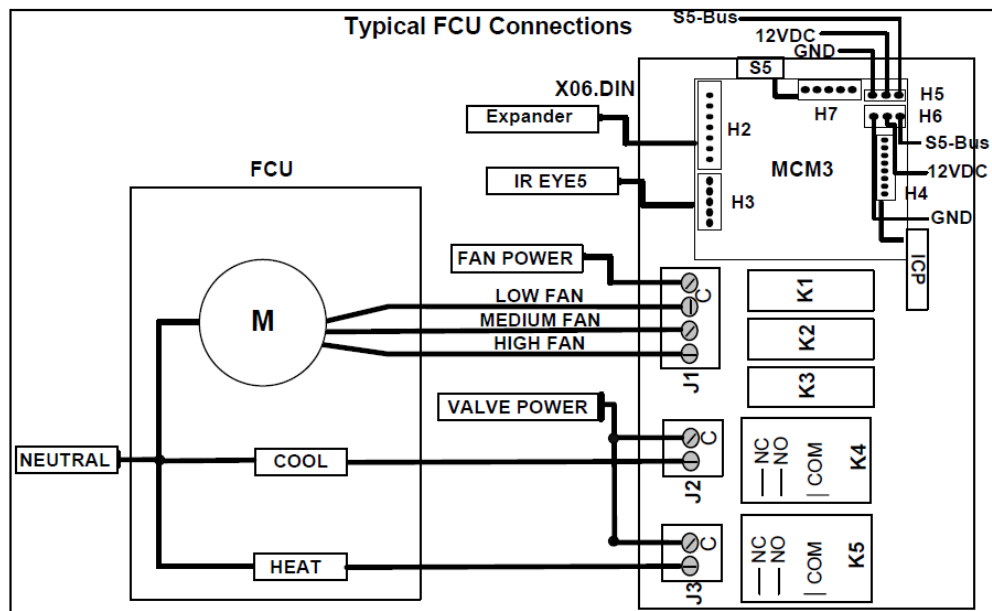 Typical FCU Connections
S5-Bus
12VDC
GND
S5
X06.DIN
H5
Expander
H2
H7
H6
S5-Bus
FCU
MCM3
12VDC
IR EYE5
H3
H4
GND
FAN POWER
ICP
C
K1
LOW FAN
M
MEDIUM FAN
K2
HIGH FAN
J1
K3
VALVE POWER
C
NC
NO
COM
K4
NEUTRAL
COOL
J2
C
NC
NO
COM
K5
HEAT
J3